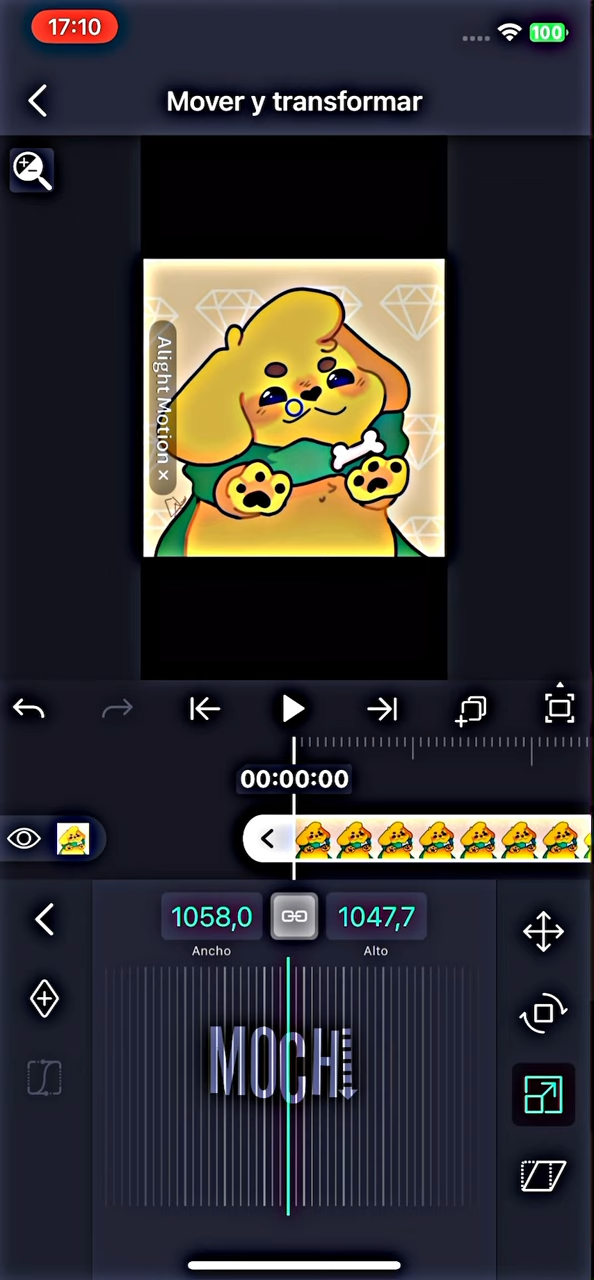 17:10
100
Mover y transformar
Alight Motion ×
00:00:00
1058,0
1047,7
Ancho
Alto
MOCHI